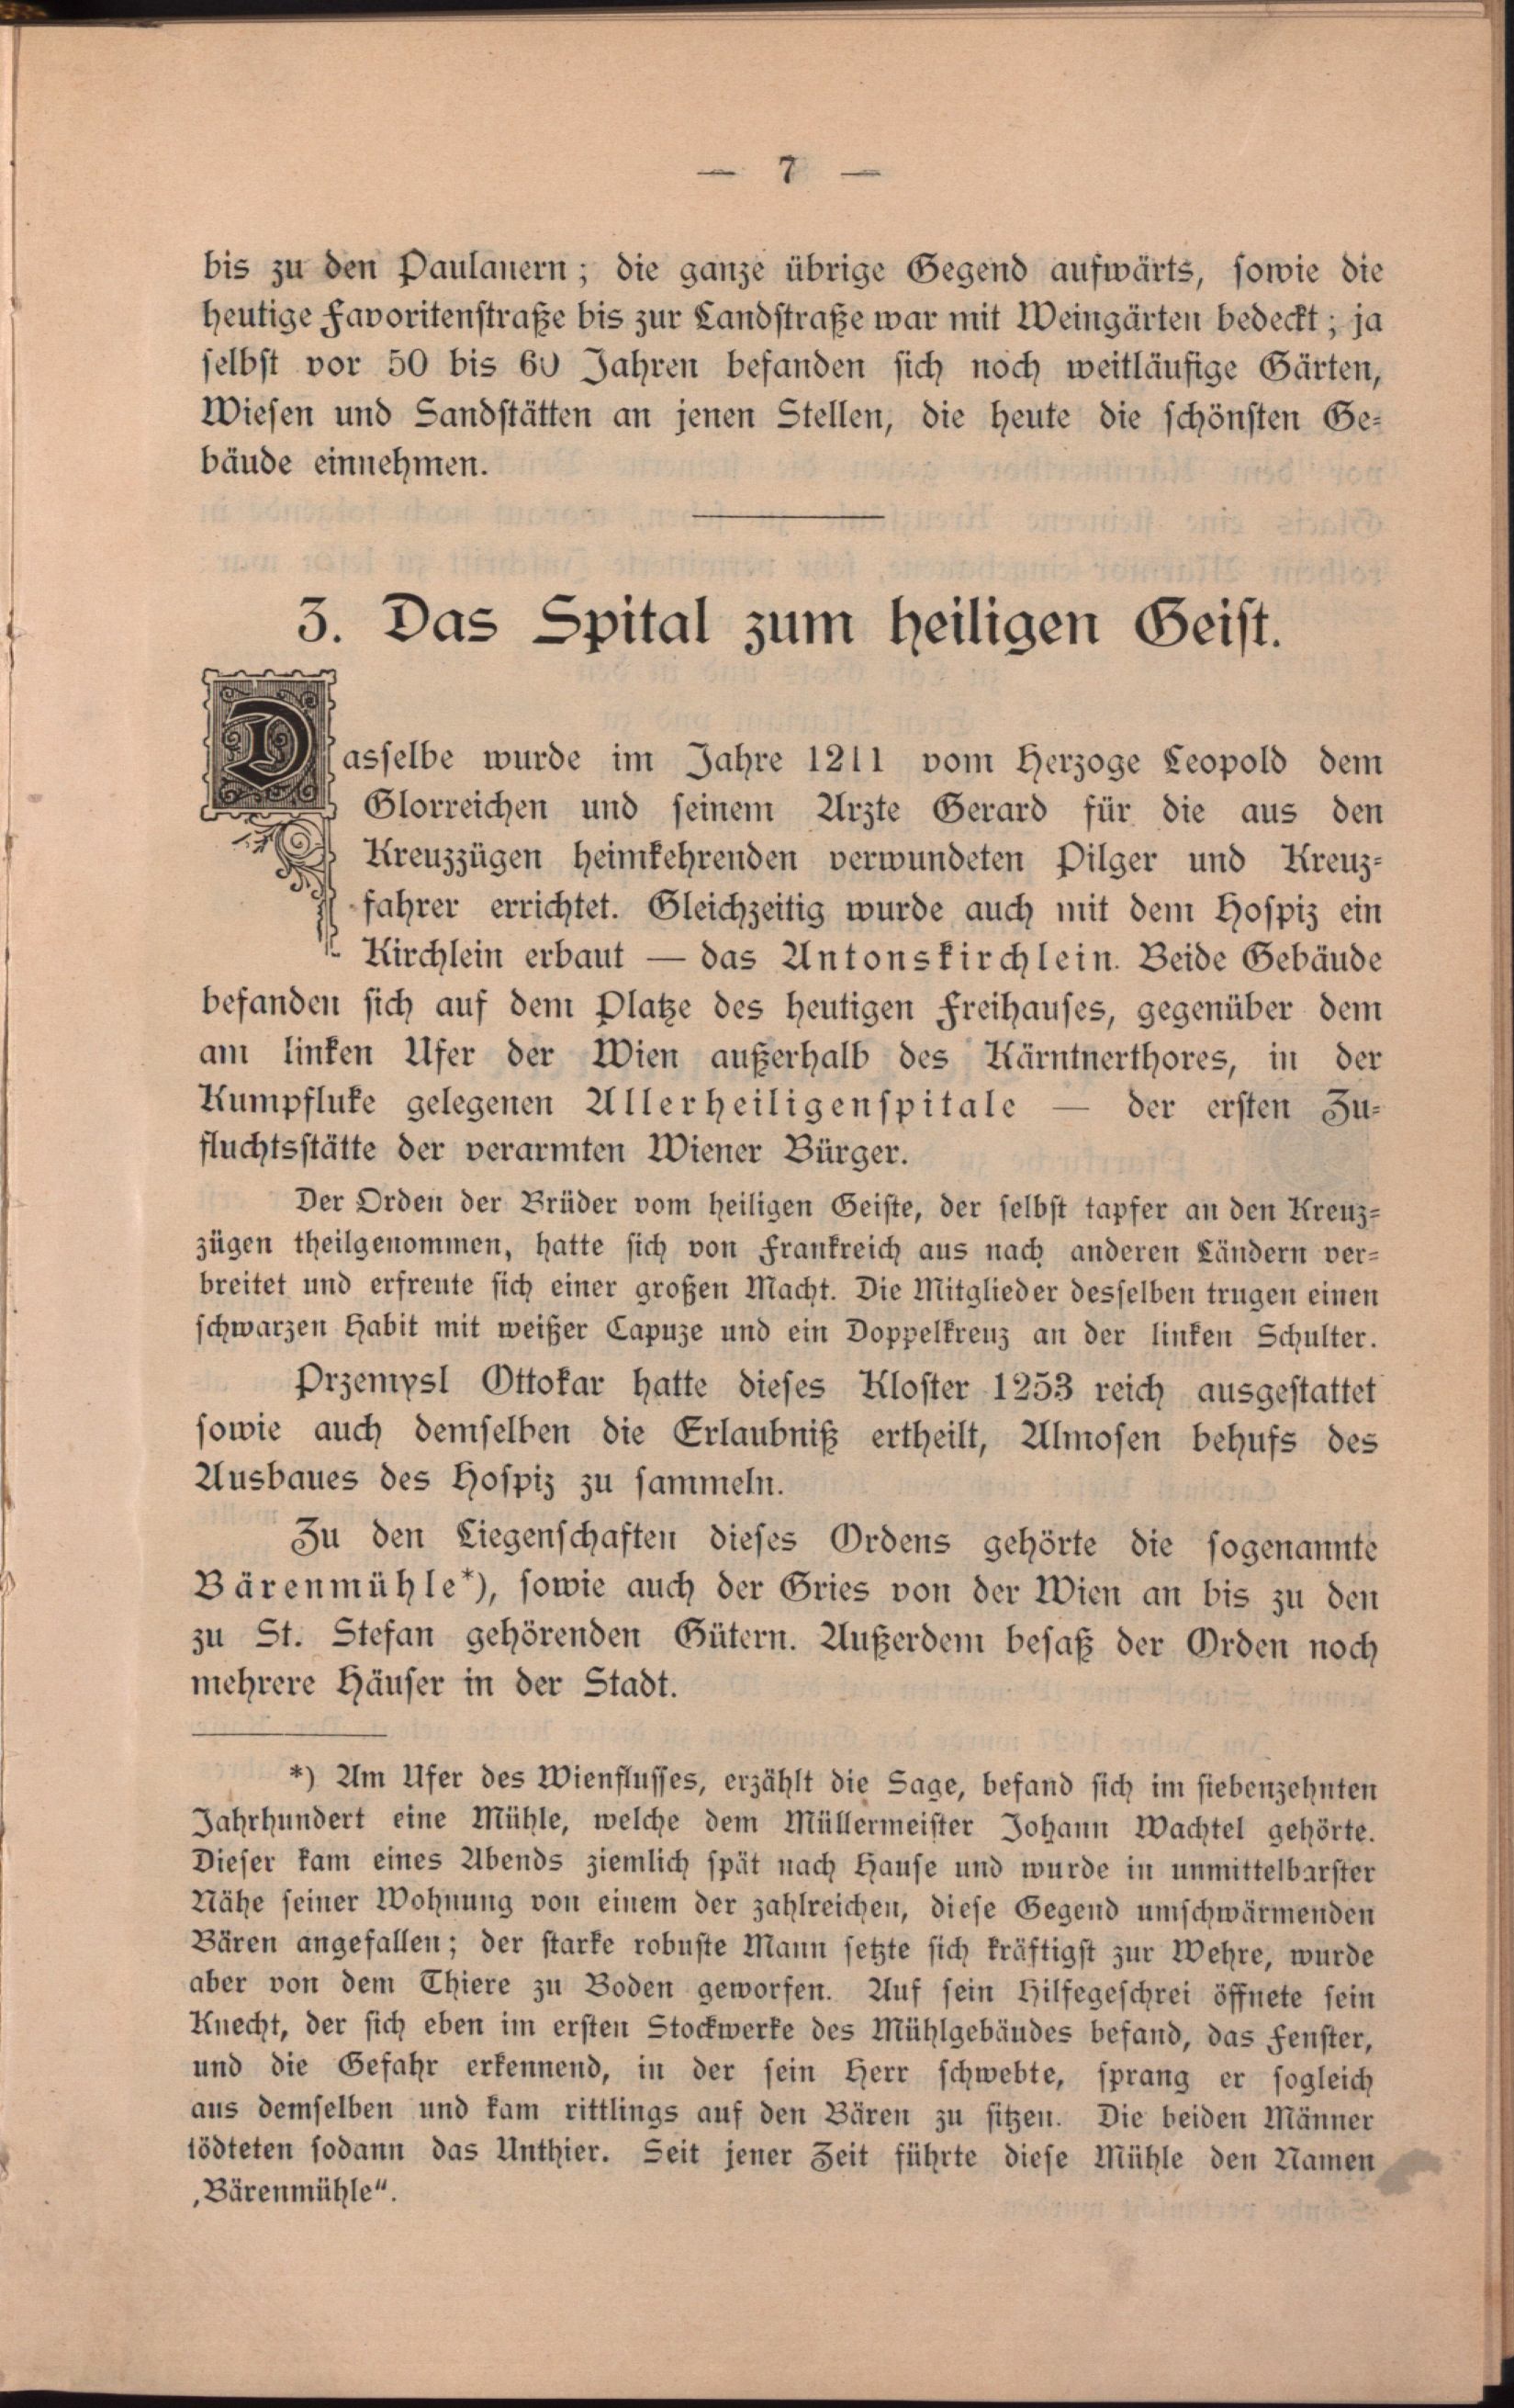 — 7 —
bis zu den Paulanern; die ganze übrige Gegend aufwärts, sowie die
heutige Favoritenstraße bis zur Landstraße war mit Weingärten bedeckt; ja
selbst vor 50 bis 60 Jahren befanden sich noch weitläufige Gärten,
Wiesen und Sandstätten an jenen Stellen, die heute die schönsten Ge-
bäude einnehmen.
3. Das Spital zum heiligen Geist.
Dasselbe wurde im Jahre 1211 vom Herzoge Leopold dem
Glorreichen und seinem Arzte Gerard für die aus den
Kreuzzügen heimkehrenden verwundeten Pilger und Kreuz-
fahrer errichtet. Gleichzeitig wurde auch mit dem Hospiz ein
Kirchlein erbaut — das Antonskirchlein. Beide Gebäude
befanden sich auf dem Platze des heutigen Freihauses, gegenüber dem
am linken Ufer der Wien außerhalb des Kärntnerthores, in der
Kumpfluke gelegenen Allerheiligenspitale — der ersten Zu-
fluchtsstätte der verarmten Wiener Bürger.
Der Orden der Brüder vom heiligen Geiste, der selbst tapfer an den Kreuz-
zügen theilgenommen, hatte sich von Frankreich aus nach anderen Ländern ver-
breitet und erfreute sich einer großen Macht. Die Mitglieder desselben trugen einen
schwarzen Habit mit weißer Capuze und ein Doppelkreuz an der linken Schulter.
Przemysl Ottokar hatte dieses Kloster 1253 reich ausgestattet
sowie auch demselben die Erlaubniß ertheilt, Almosen behufs des
Ausbaues des Hospiz zu sammeln.
Zu den Liegenschaften dieses Ordens gehörte die sogenannte
Bärenmühle*), sowie auch der Gries von der Wien an bis zu den
zu St. Stefan gehörenden Gütern. Außerdem besaß der Orden noch
mehrere Häuser in der Stadt.
*) Am Ufer des Wienflusses, erzählt die Sage, befand sich im siebenzehnten
Jahrhundert eine Mühle, welche dem Müllermeister Johann Wachtel gehörte.
Dieser kam eines Abends ziemlich spät nach Hause und wurde in unmittelbarster
Nähe seiner Wohnung von einem der zahlreichen, diese Gegend umschwärmenden
Bären angefallen; der starke robuste Mann setzte sich kräftigst zur Wehre, wurde
aber von dem Thiere zu Boden geworfen. Auf sein Hilfegeschrei öffnete sein
Knecht, der sich eben im ersten Stockwerke des Mühlgebäudes befand, das Fenster,
und die Gefahr erkennend, in der sein Herr schwebte, sprang er sogleich
aus demselben und kam rittlings auf den Bären zu sitzen. Die beiden Männer
tödteten sodann das Unthier. Seit jener Zeit führte diese Mühle den Namen
„Bärenmühle“.